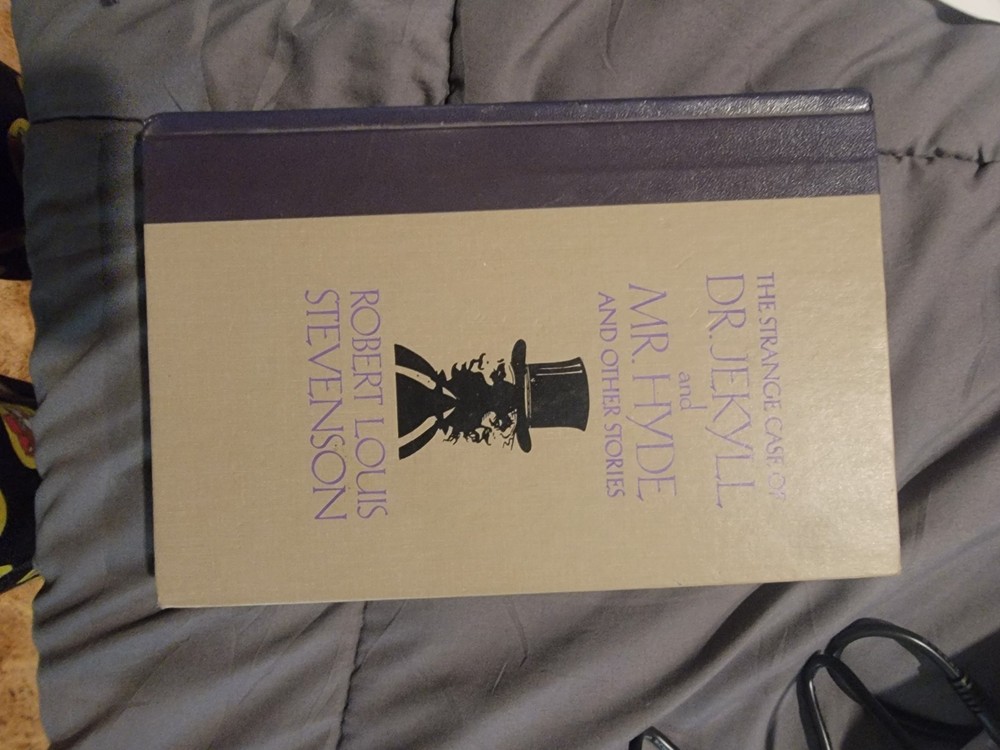 THE STRANGE CASE OF
DR. JEKYLL
and
MR. HYDE
AND OTHER STORIES
ROBERT LOUIS
STEVENSON